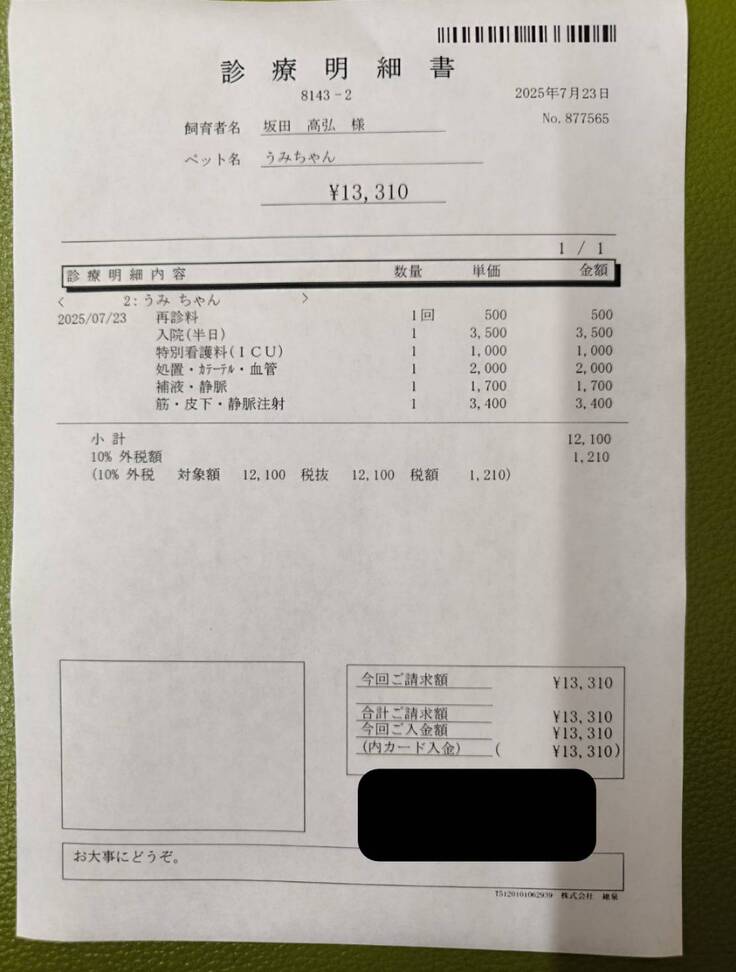 診療明細書
8143-2
2025年7月23日
No.877565
飼育者名 坂田 高弘 様
ペット名 うみちゃん
¥13,310
1 / 1
診療明細内容 数量 単価 金額
< 2:うみ ちゃん >
2025/07/23 再診料 1回 500 500
入院(半日) 1 3,500 3,500
特別看護料(ICU) 1 1,000 1,000
処置・ｶﾃｰﾃﾙ・血管 1 2,000 2,000
補液・静脈 1 1,700 1,700
筋・皮下・静脈注射 1 3,400 3,400
小計 12,100
10% 外税額 1,210
(10% 外税 対象額 12,100 税抜 12,100 税額 1,210)
今回ご請求額 ¥13,310
合計ご請求額 ¥13,310
今回ご入金額 ¥13,310
(内カード入金) ( ¥13,310)
お大事にどうぞ。
T5120101062939 株式会社